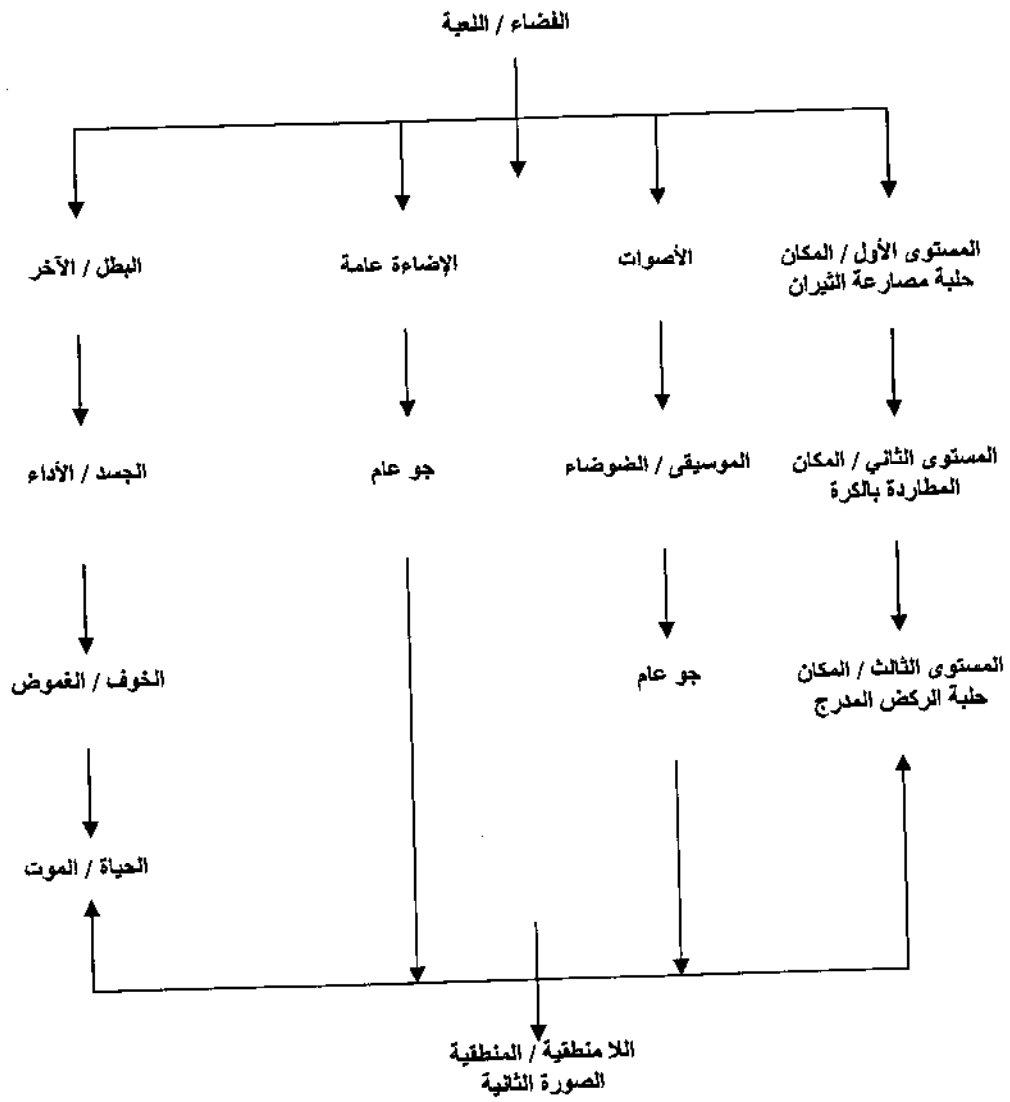 الفضاء / اللعبة
المستوى الأول / المكان
حلبة مصارعة الثيران
الأصوات
الإضاءة عامة
البطل / الآخر
المستوى الثاني / المكان
المطاردة بالكرة
الموسيقى / الضوضاء
جو عام
الجسد / الأداء
المستوى الثالث / المكان
حلبة الركض المدرج
جو عام
الخوف / الغموض
الحياة / الموت
اللا منطقية / المنطقية
الصورة الثانية